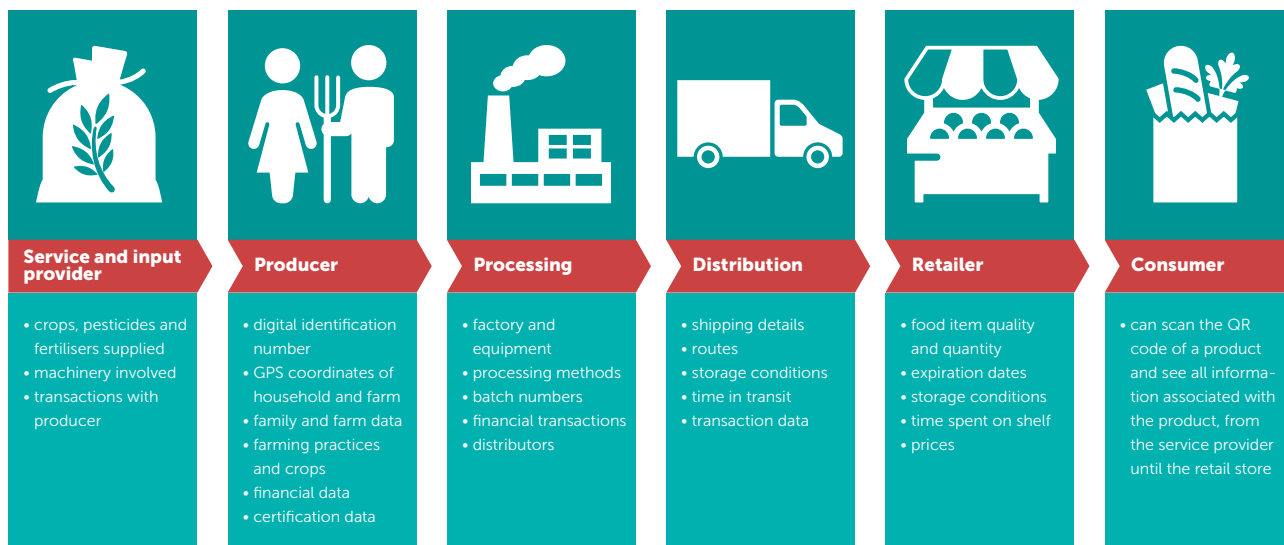 Service and input
provider
• crops, pesticides and
fertilisers supplied
• machinery involved
• transactions with
producer
Producer
• digital identification
number
• GPS coordinates of
household and farm
• family and farm data
• farming practices
and crops
• financial data
• certification data
Processing
• factory and
equipment
• processing methods
• batch numbers
• financial transactions
• distributors
Distribution
• shipping details
• routes
• storage conditions
• time in transit
• transaction data
Retailer
• food item quality
and quantity
• expiration dates
• storage conditions
• time spent on shelf
• prices
Consumer
• can scan the QR
code of a product
and see all informa-
tion associated with
the product, from
the service provider
until the retail store